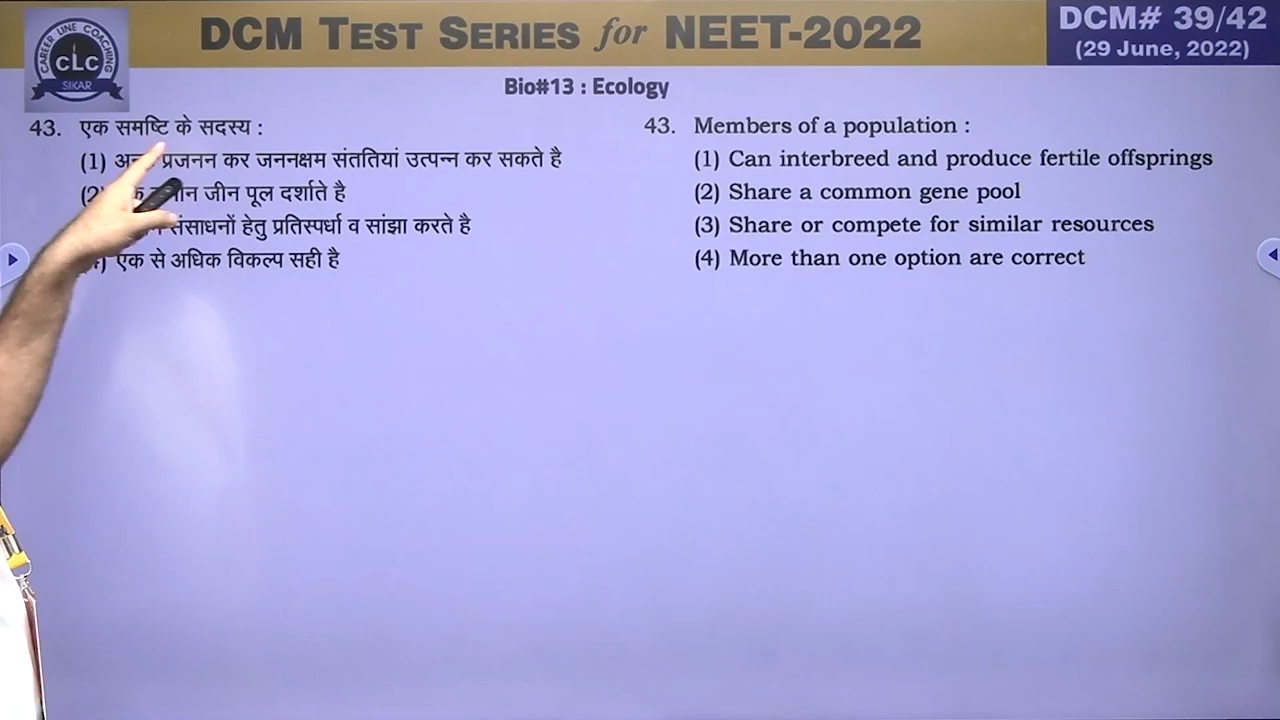 CAREER LINE COACHING
CLC
SIKAR
DCM TEST SERIES for NEET-2022
DCM# 39/42
(29 June, 2022)
Bio#13 : Ecology
43. एक समष्टि के सदस्य :
(1) प्रजनन कर जननक्षम संततियां उत्पन्न कर सकते है
(2) जीन पूल दर्शाते है
संसाधनों हेतु प्रतिस्पर्धा व सांझा करते है
एक से अधिक विकल्प सही है
43. Members of a population :
(1) Can interbreed and produce fertile offsprings
(2) Share a common gene pool
(3) Share or compete for similar resources
(4) More than one option are correct